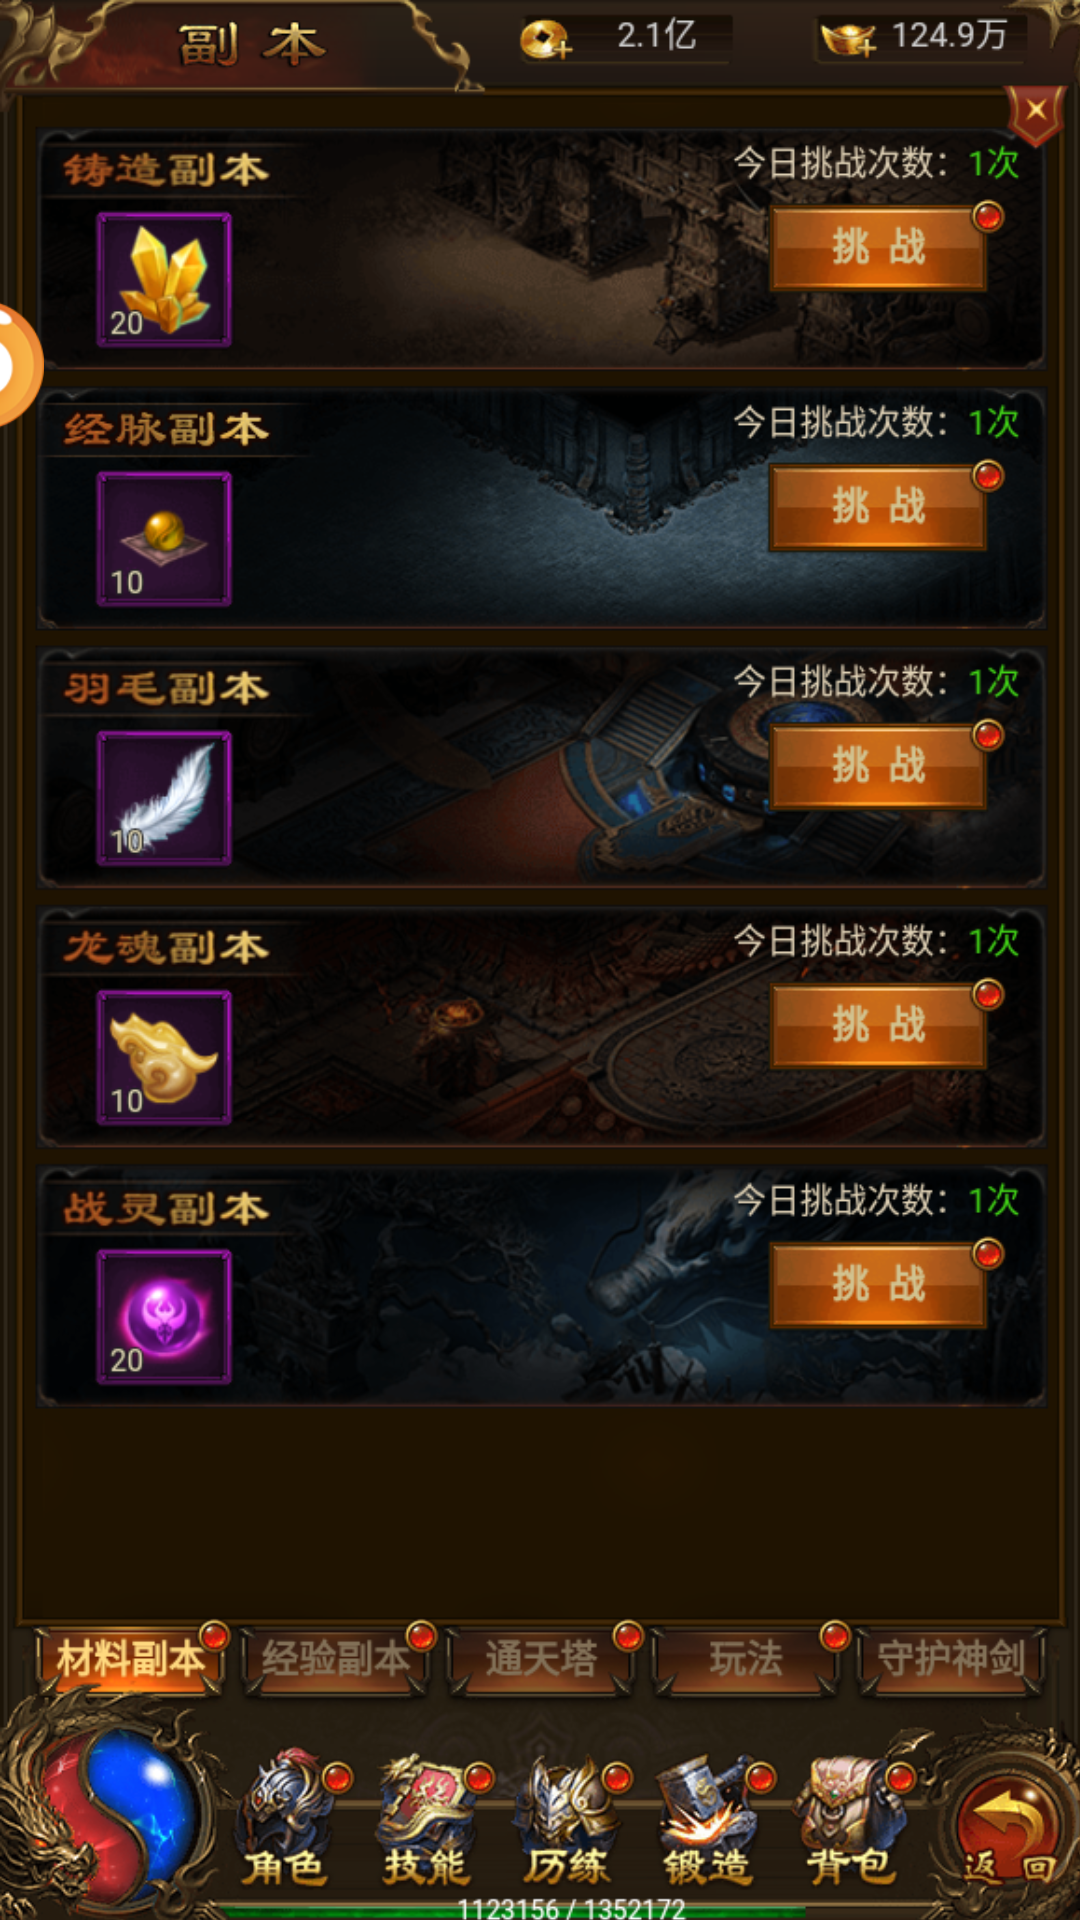 副本
2.1亿
124.9万
铸造副本
今日挑战次数：1次
挑战
20
经脉副本
今日挑战次数：1次
挑战
10
羽毛副本
今日挑战次数：1次
挑战
10
龙魂副本
今日挑战次数：1次
挑战
10
战灵副本
今日挑战次数：1次
挑战
20
材料副本 经验副本 通天塔 玩法 守护神剑
角色 技能 历练 锻造 背包 返回
1123156 / 1352172